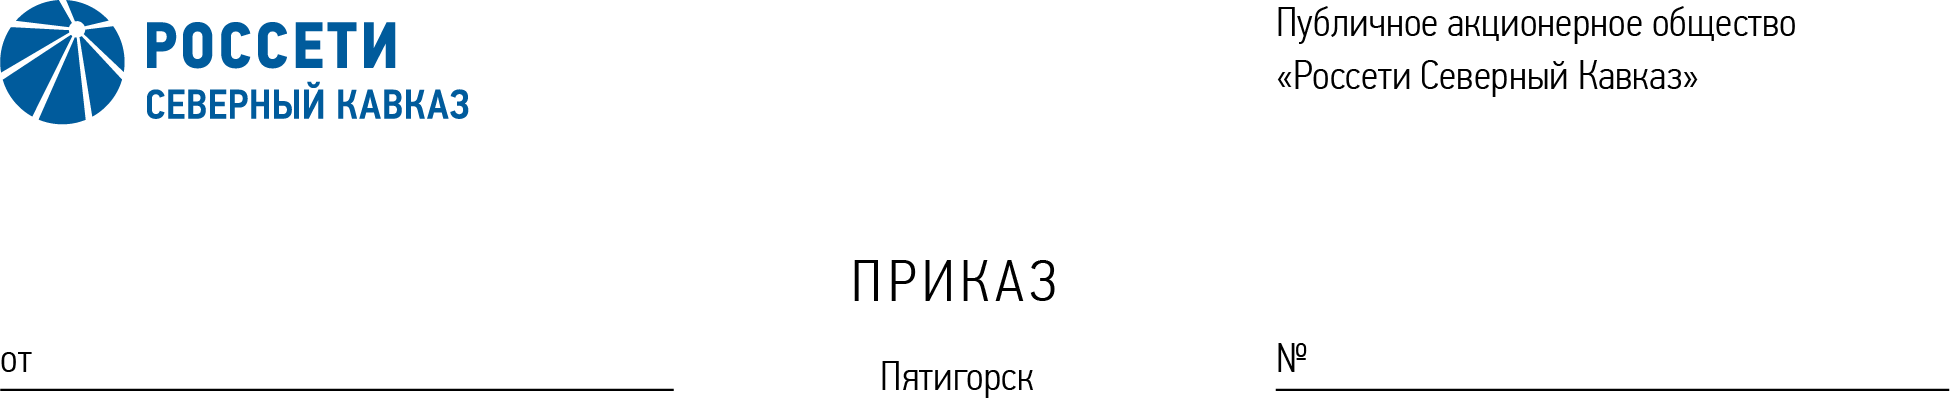 РОССЕТИ
СЕВЕРНЫЙ КАВКАЗ
Публичное акционерное общество
«Россети Северный Кавказ»
ПРИКАЗ
от
Пятигорск
№